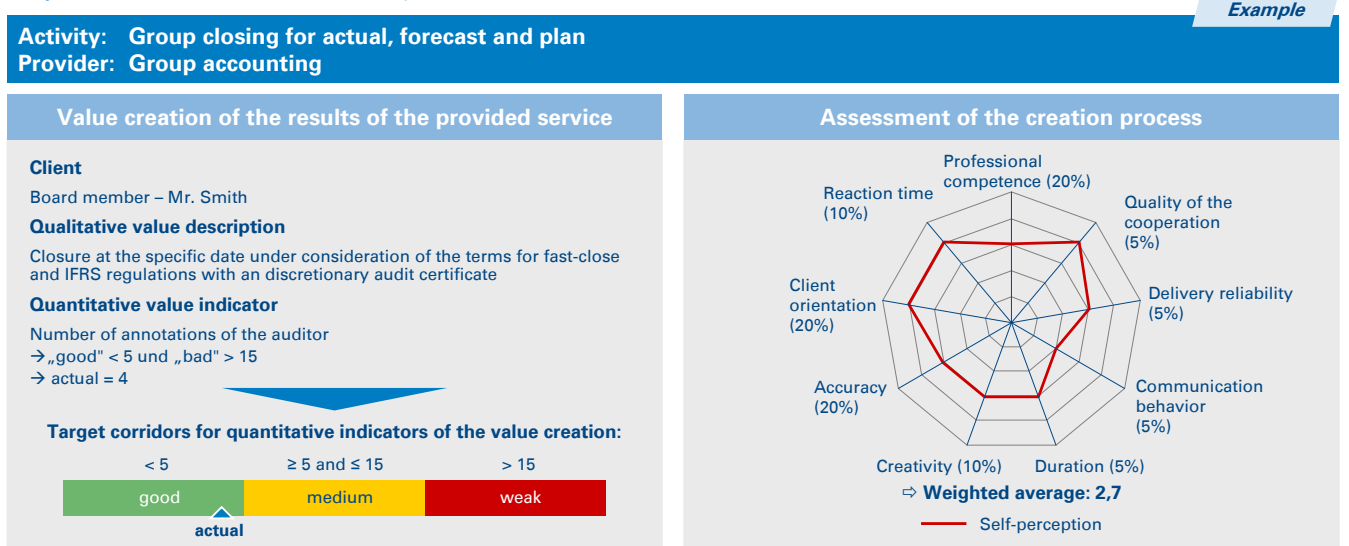 Example
Activity: Group closing for actual, forecast and plan
Provider: Group accounting
Value creation of the results of the provided service
Client
Board member – Mr. Smith
Qualitative value description
Closure at the specific date under consideration of the terms for fast-close
and IFRS regulations with an discretionary audit certificate
Quantitative value indicator
Number of annotations of the auditor
→„good" < 5 und „bad" > 15
→ actual = 4
Target corridors for quantitative indicators of the value creation:
< 5 ≥ 5 and ≤ 15 > 15
good medium weak
actual
Assessment of the creation process
Professional
competence (20%)
Quality of the
cooperation
(5%)
Delivery reliability
(5%)
Communication
behavior
(5%)
Duration (5%)
Creativity (10%)
Accuracy
(20%)
Client
orientation
(20%)
Reaction time
(10%)
⇨ Weighted average: 2,7
Self-perception